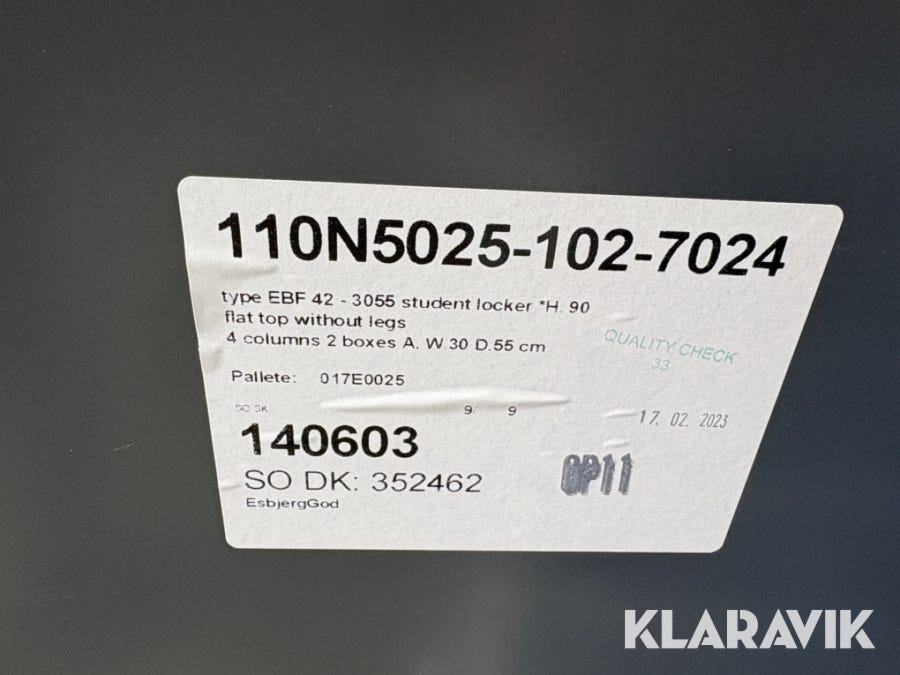 110N5025-102-7024
type EBF 42 - 3055 student locker *H. 90
flat top without legs
4 columns 2 boxes A. W.30 D.55 cm
QUALITY CHECK
33
Pallete: 017E0025
SO SK
9/ 9
17. 02. 2023
140603
OP11
SO DK: 352462
EsbjergGod
KLARAVIK